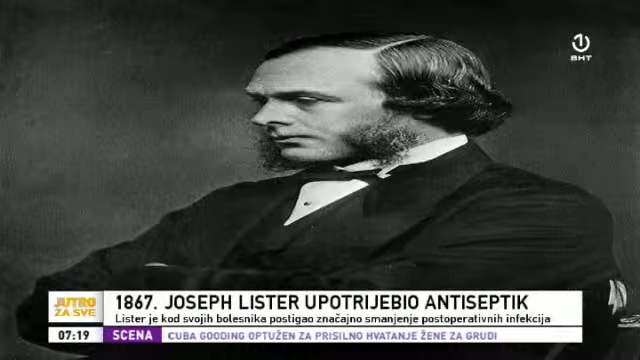 1
BHT
JUTRO
ZA SVE
1867. JOSEPH LISTER UPOTRIJEBIO ANTISEPTIK
Lister je kod svojih bolesnika postigao značajno smanjenje postoperativnih infekcija
07:19 SCENA CUBA GOODING OPTUŽEN ZA PRISILNO HVATANJE ŽENE ZA GRUDI